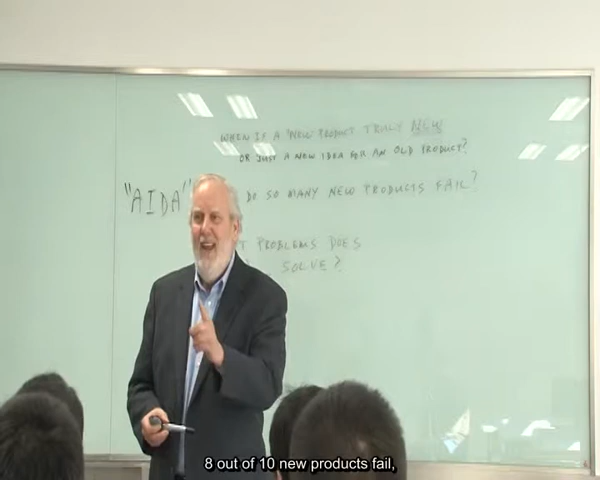 WHEN IF A "NEW" PRODUCT TRULY NEW
OR JUST A NEW IDEA FOR AN OLD PRODUCT?
"AIDA" DO SO MANY NEW PRODUCTS FAIL?
PROBLEMS DOES
SOLVE?
8 out of 10 new products fail,